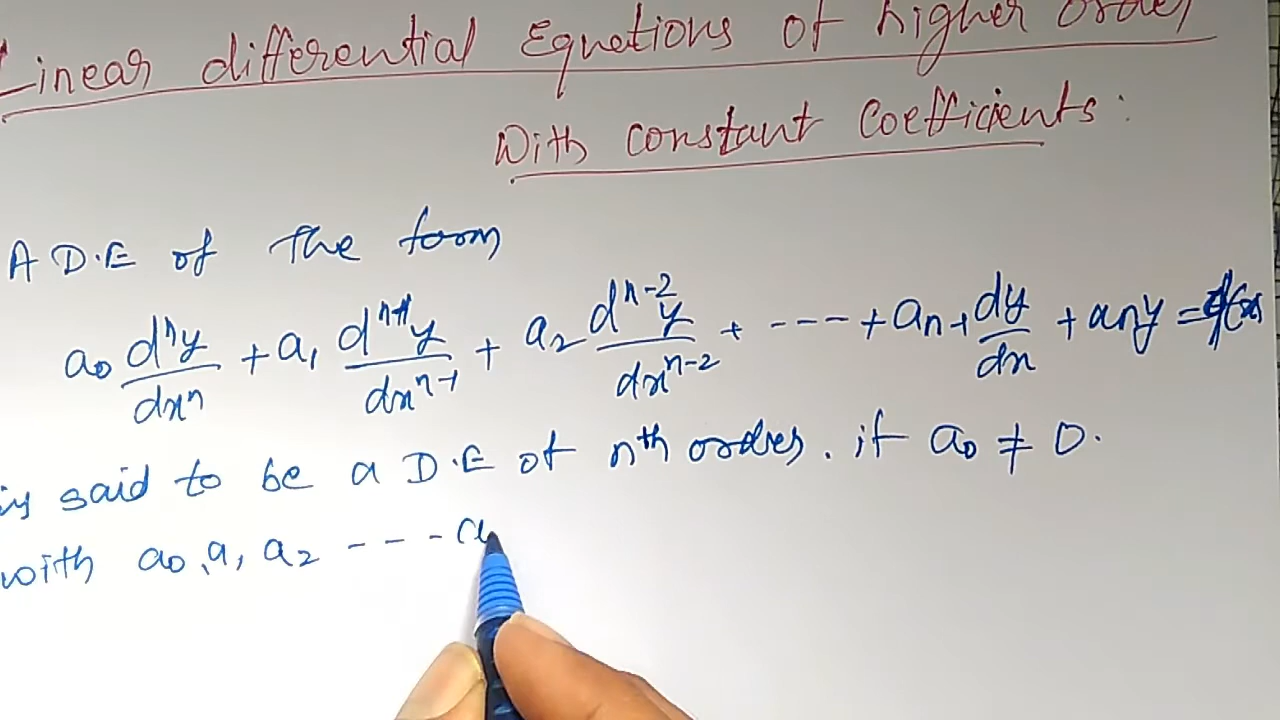 Linear differential Equations of higher order
With constant Coefficients:
A D.E of the form
a₀ dⁿy/dxⁿ + a₁ dⁿ⁻¹y/dxⁿ⁻¹ + a₂ dⁿ⁻²y/dxⁿ⁻² + ---- + aₙ₋₁ dy/dx + aₙy =
is said to be a D.E of nth order. if a₀ ≠ 0.
with a₀, a₁ a₂ --- a